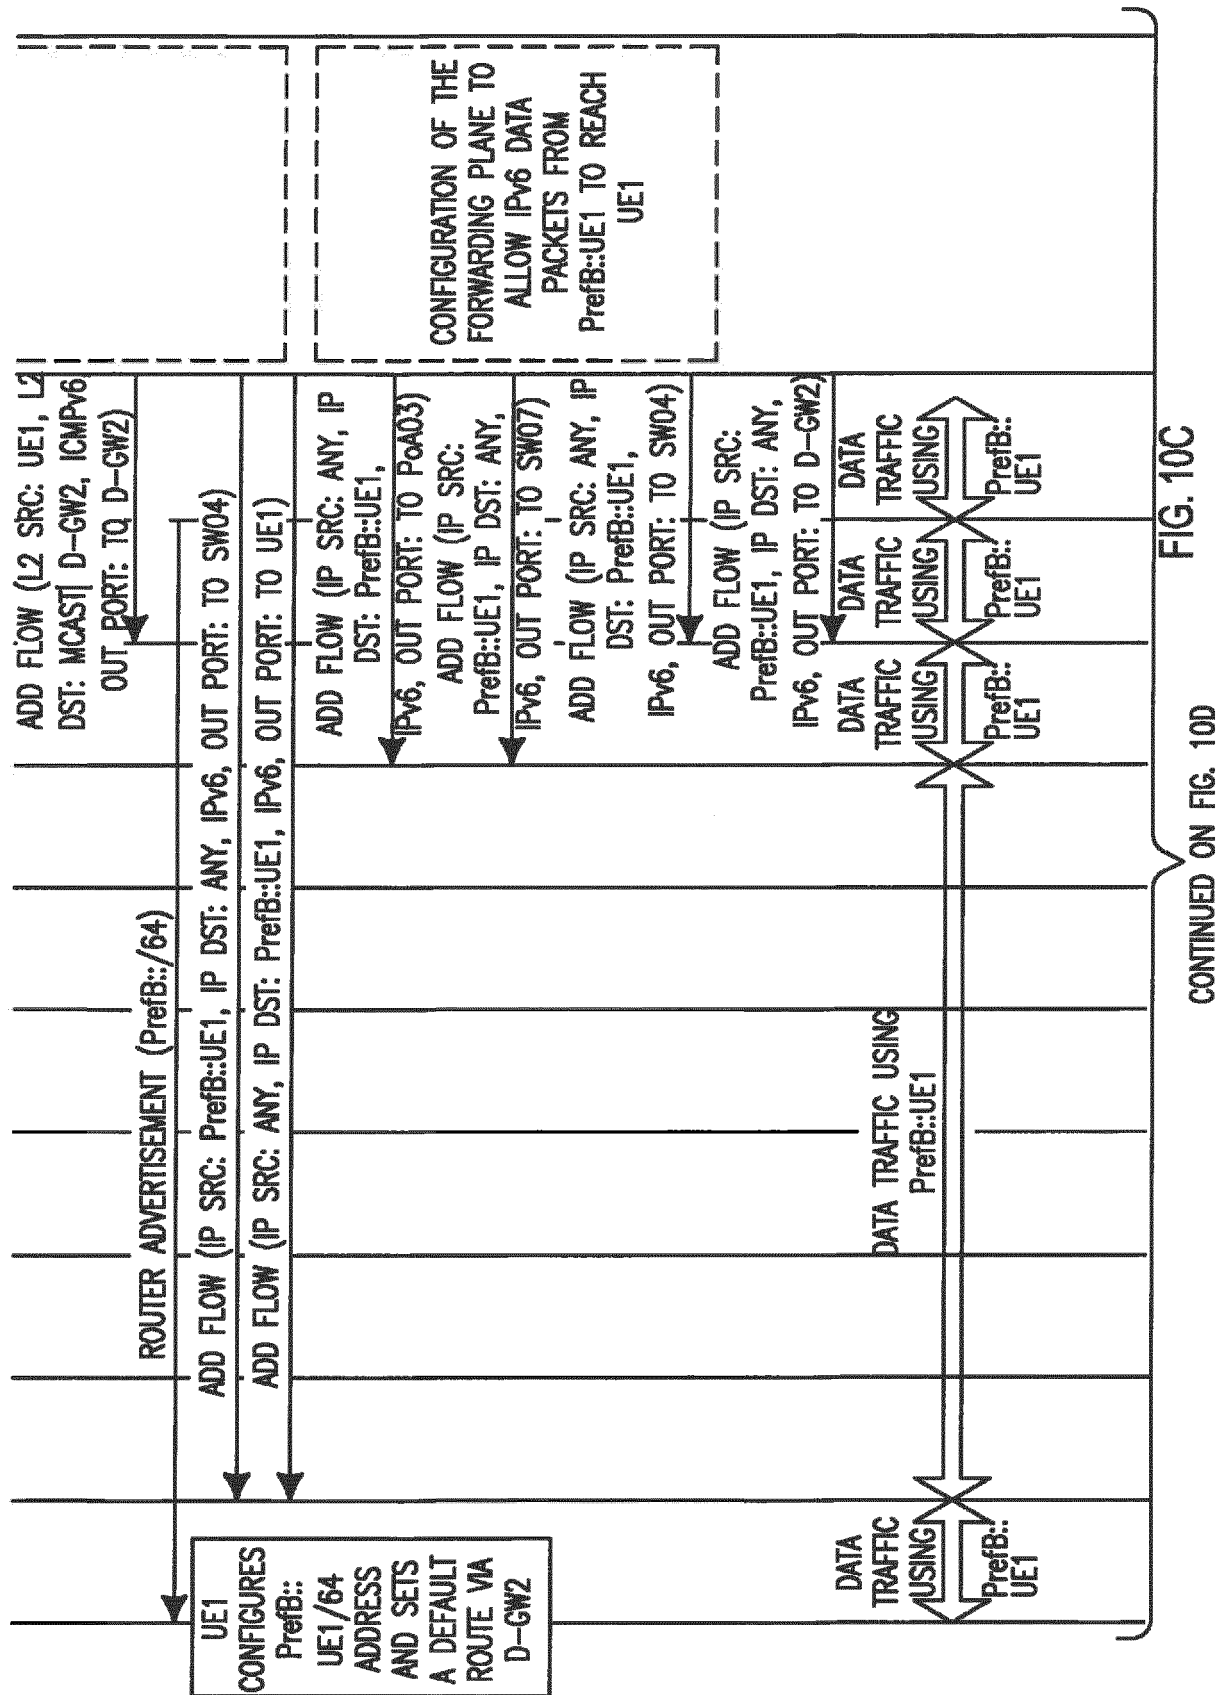 ADD FLOW (L2 SRC: UE1, L2
DST: MCAST| D-GW2, ICMPv6
OUT PORT: TO D-GW2)
ROUTER ADVERTISEMENT (PrefB::/64)
ADD FLOW (IP SRC: PrefB::UE1, IP DST: ANY, IPv6, OUT PORT: TO SW04)
ADD FLOW (IP SRC: ANY, IP DST: PrefB::UE1, IPv6, OUT PORT: TO UE1)
UE1
CONFIGURES
PrefB::
UE1/64
ADDRESS
AND SETS
A DEFAULT
ROUTE VIA
D-GW2
ADD FLOW (IP SRC: ANY, IP
DST: PrefB::UE1,
IPv6, OUT PORT: TO PoA03)
ADD FLOW (IP SRC:
PrefB::UE1, IP DST: ANY,
IPv6, OUT PORT: TO SW07)
ADD FLOW (IP SRC: ANY, IP
DST: PrefB::UE1,
IPv6, OUT PORT: TO SW04)
ADD FLOW (IP SRC:
PrefB::UE1, IP DST: ANY,
IPv6, OUT PORT: TO D-GW2)
CONFIGURATION OF THE
FORWARDING PLANE TO
ALLOW IPv6 DATA
PACKETS FROM
PrefB::UE1 TO REACH
UE1
DATA
TRAFFIC
USING
PrefB::
UE1
DATA TRAFFIC USING
PrefB::UE1
DATA
TRAFFIC
USING
PrefB::
UE1
DATA
TRAFFIC
USING
PrefB::
UE1
DATA
TRAFFIC
USING
PrefB::
UE1
FIG. 10C
CONTINUED ON FIG. 10D